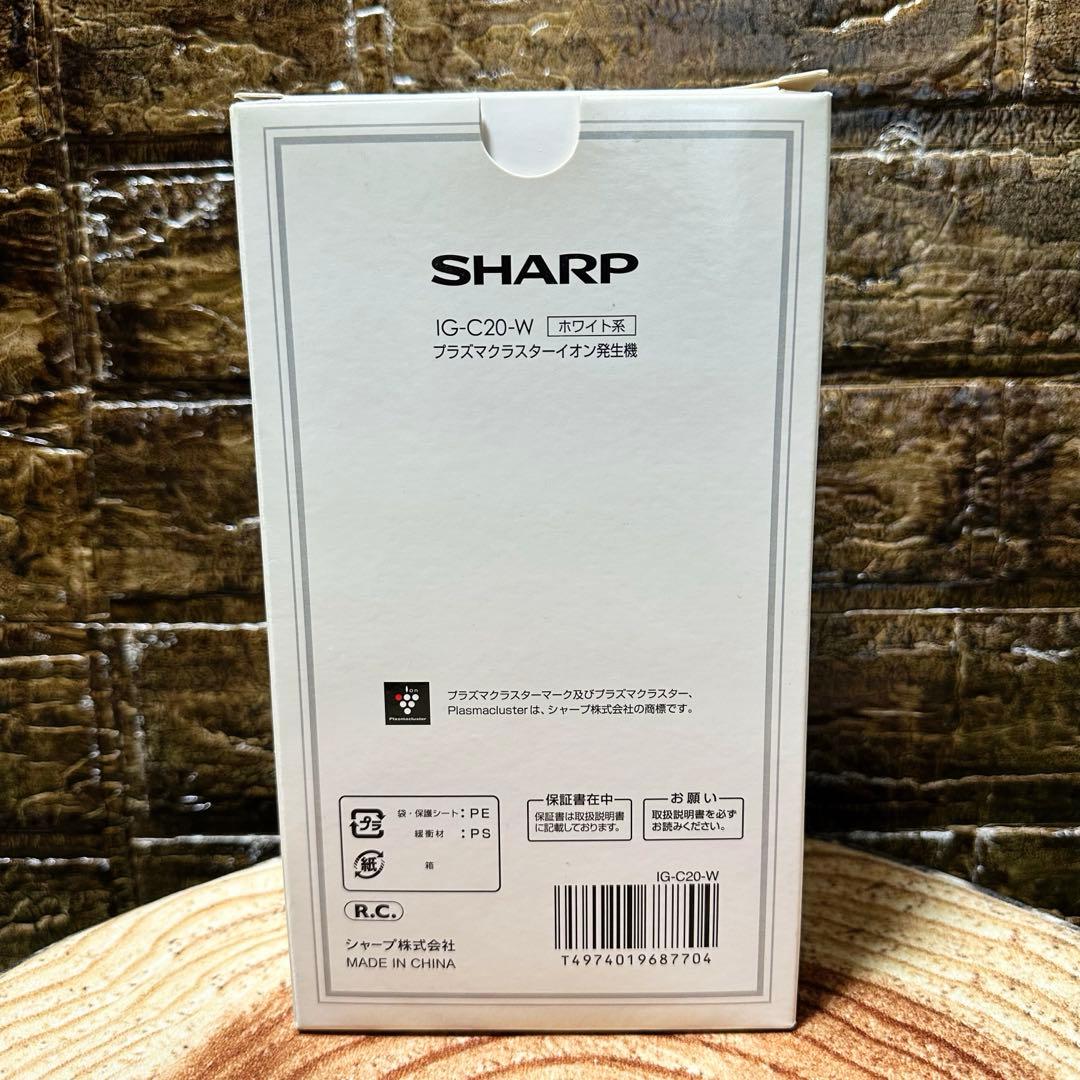 SHARP
IG-C20-W ホワイト系
プラズマクラスターイオン発生機
Ion
Plasmacluster
プラズマクラスターマーク及びプラズマクラスター、
Plasmaclusterは、シャープ株式会社の商標です。
プラ
袋・保護シート:PE
緩衝材 :PS
紙
箱
保証書在中
保証書は取扱説明書
に記載しております。
お願い
取扱説明書を必ず
お読みください。
R.C.
シャープ株式会社
MADE IN CHINA
IG-C20-W
T4974019687704